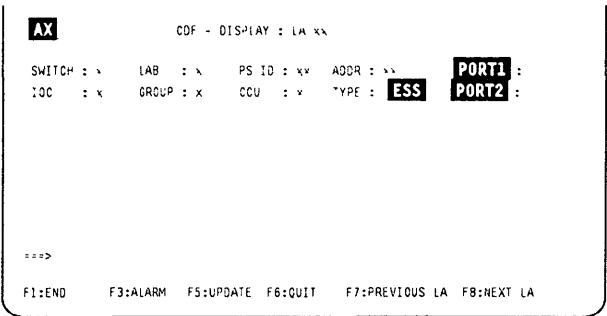 AX CDF - DISPLAY : LA xx
SWITCH : x LAB : x PS ID : xx ADDR : xx PORT1 :
IOC : x GROUP : x CCU : x TYPE : ESS PORT2 :
===>
F1:END F3:ALARM F5:UPDATE F6:QUIT F7:PREVIOUS LA F8:NEXT LA